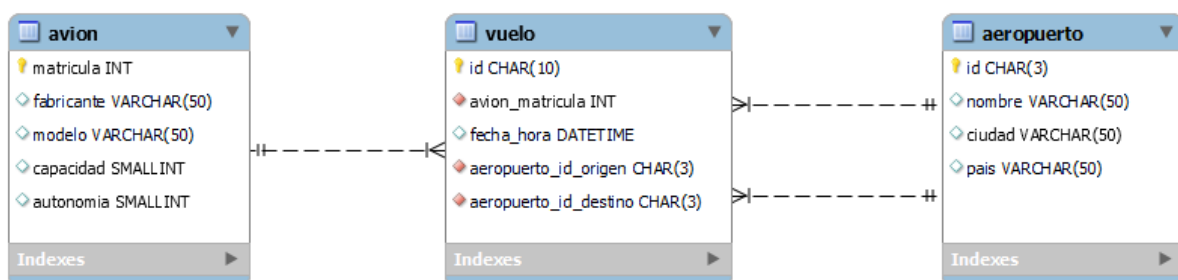 avion
matricula INT
fabricante VARCHAR(50)
modelo VARCHAR(50)
capacidad SMALLINT
autonomia SMALLINT
Indexes
vuelo
id CHAR(10)
avion_matricula INT
fecha_hora DATETIME
aeropuerto_id_origen CHAR(3)
aeropuerto_id_destino CHAR(3)
Indexes
aeropuerto
id CHAR(3)
nombre VARCHAR(50)
ciudad VARCHAR(50)
pais VARCHAR(50)
Indexes